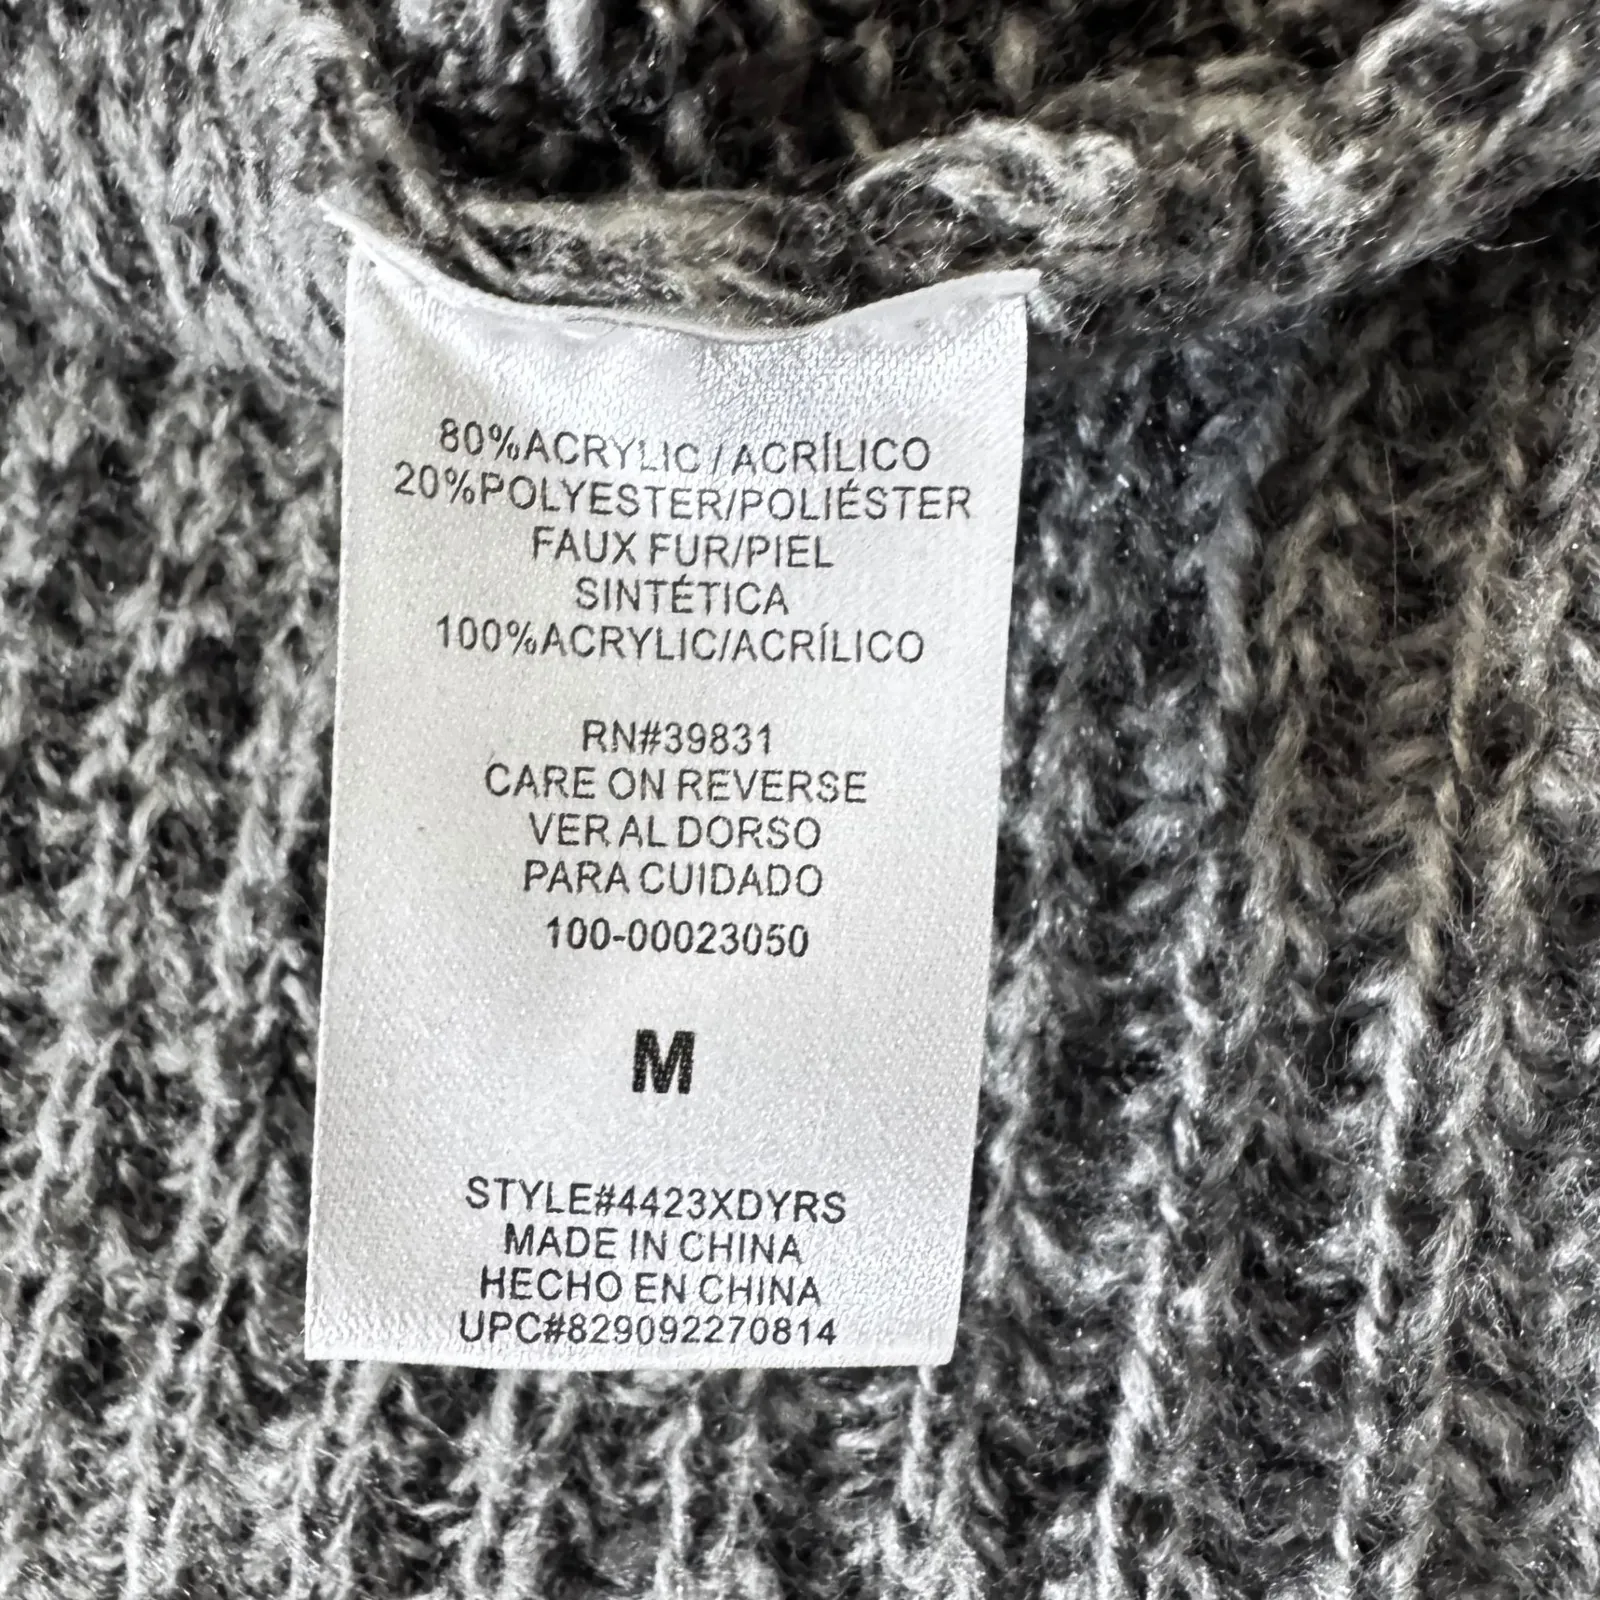 80%ACRYLIC/ACRÍLICO
20%POLYESTER/POLIÉSTER
FAUX FUR/PIEL
SINTÉTICA
100%ACRYLIC/ACRÍLICO
RN#39831
CARE ON REVERSE
VER AL DORSO
PARA CUIDADO
100-00023050
M
STYLE#4423XDYRS
MADE IN CHINA
HECHO EN CHINA
UPC#829092270814